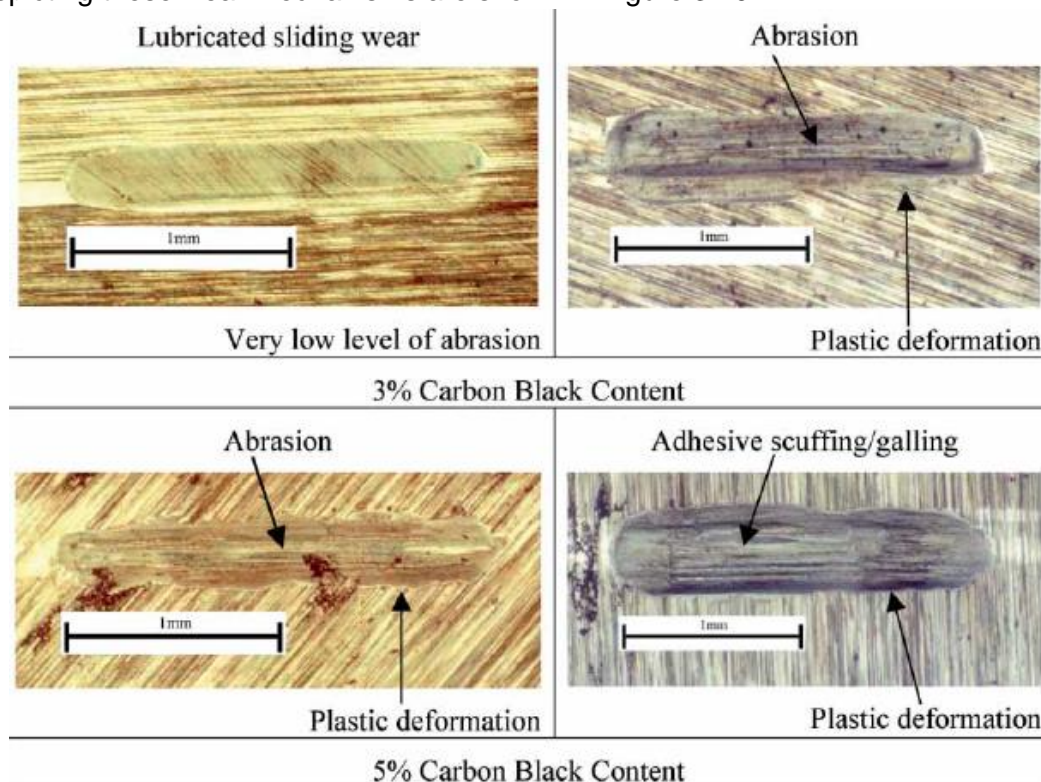 Lubricated sliding wear
Abrasion
1mm
1mm
Very low level of abrasion
Plastic deformation
3% Carbon Black Content
Abrasion
Adhesive scuffing/galling
1mm
1mm
Plastic deformation
Plastic deformation
5% Carbon Black Content